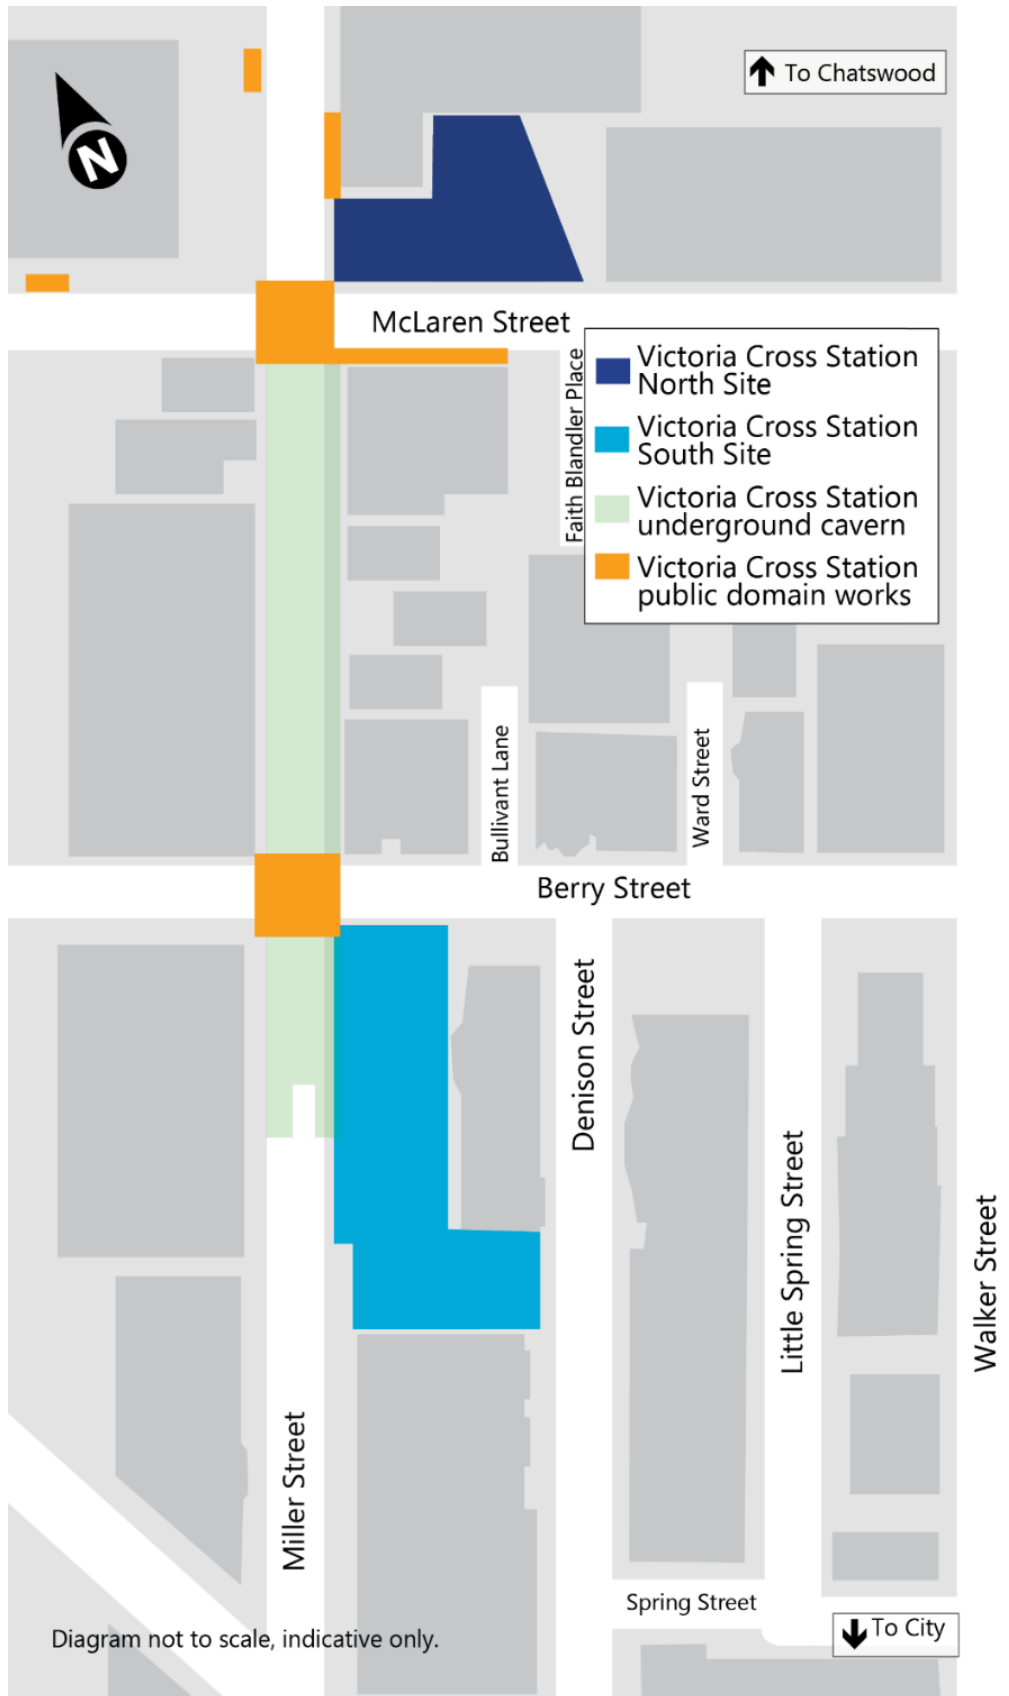 To Chatswood
N
McLaren Street
Faith Blandler Place
Victoria Cross Station
North Site
Victoria Cross Station
South Site
Victoria Cross Station
underground cavern
Victoria Cross Station
public domain works
Bullivant Lane
Ward Street
Berry Street
Denison Street
Little Spring Street
Walker Street
Miller Street
Spring Street
Diagram not to scale, indicative only.
To City